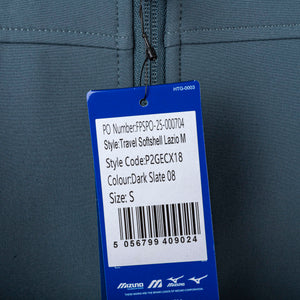 HTG-0003
PO Number:FPSPO-25-000704
Style:Travel Softshell Lazio M
Style Code:P2GECX18
Colour:Dark Slate 08
Size: S
5 056799 409024
MIZUNO MIZUNO